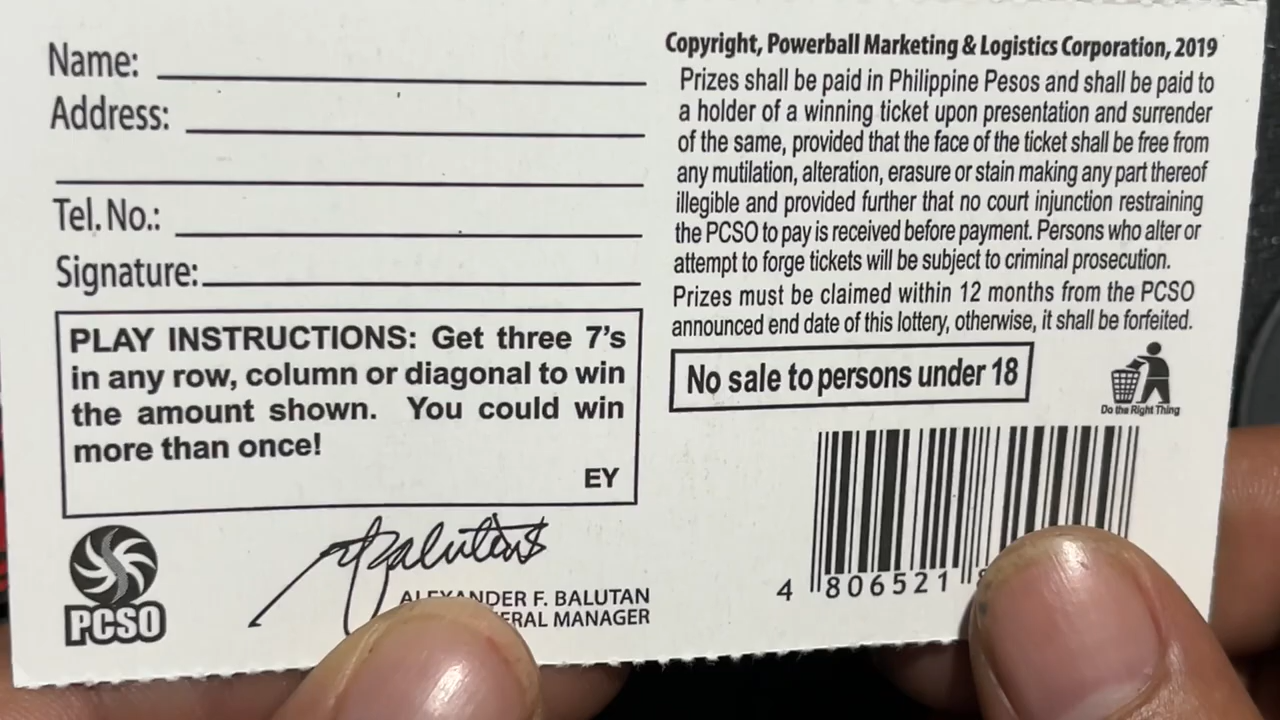 Name:
Address:
Tel. No.:
Signature:
PLAY INSTRUCTIONS: Get three 7's
in any row, column or diagonal to win
the amount shown. You could win
more than once!
EY
PCSO
ALEXANDER F. BALUTAN
MANAGER
Copyright, Powerball Marketing & Logistics Corporation, 2019
Prizes shall be paid in Philippine Pesos and shall be paid to
a holder of a winning ticket upon presentation and surrender
of the same, provided that the face of the ticket shall be free from
any mutilation, alteration, erasure or stain making any part thereof
illegible and provided further that no court injunction restraining
the PCSO to pay is received before payment. Persons who alter or
attempt to forge tickets will be subject to criminal prosecution.
Prizes must be claimed within 12 months from the PCSO
announced end date of this lottery, otherwise, it shall be forfeited.
No sale to persons under 18
Do the Right Thing
4 806521